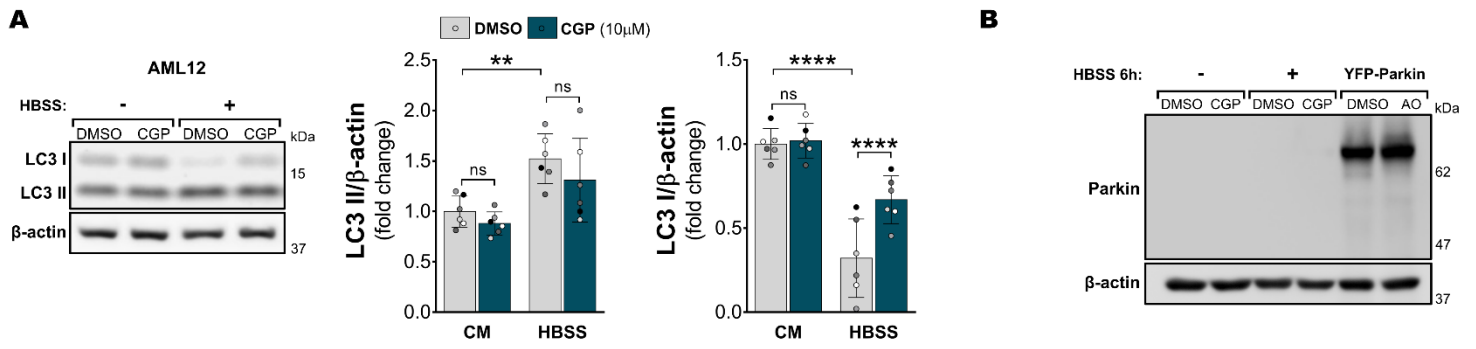 A
AML12
HBSS: - +
DMSO CGP DMSO CGP kDa
LC3 I
15
LC3 II
β-actin
37
DMSO CGP (10μM)
LC3 II/β-actin
(fold change)
2.5
2.0
1.5
1.0
0.5
0.0
**
ns
ns
CM HBSS
LC3 I/β-actin
(fold change)
1.5
1.0
0.5
0.0
****
ns
****
CM HBSS
B
HBSS 6h: - + YFP-Parkin
DMSO CGP DMSO CGP DMSO AO kDa
Parkin
62
47
β-actin
37